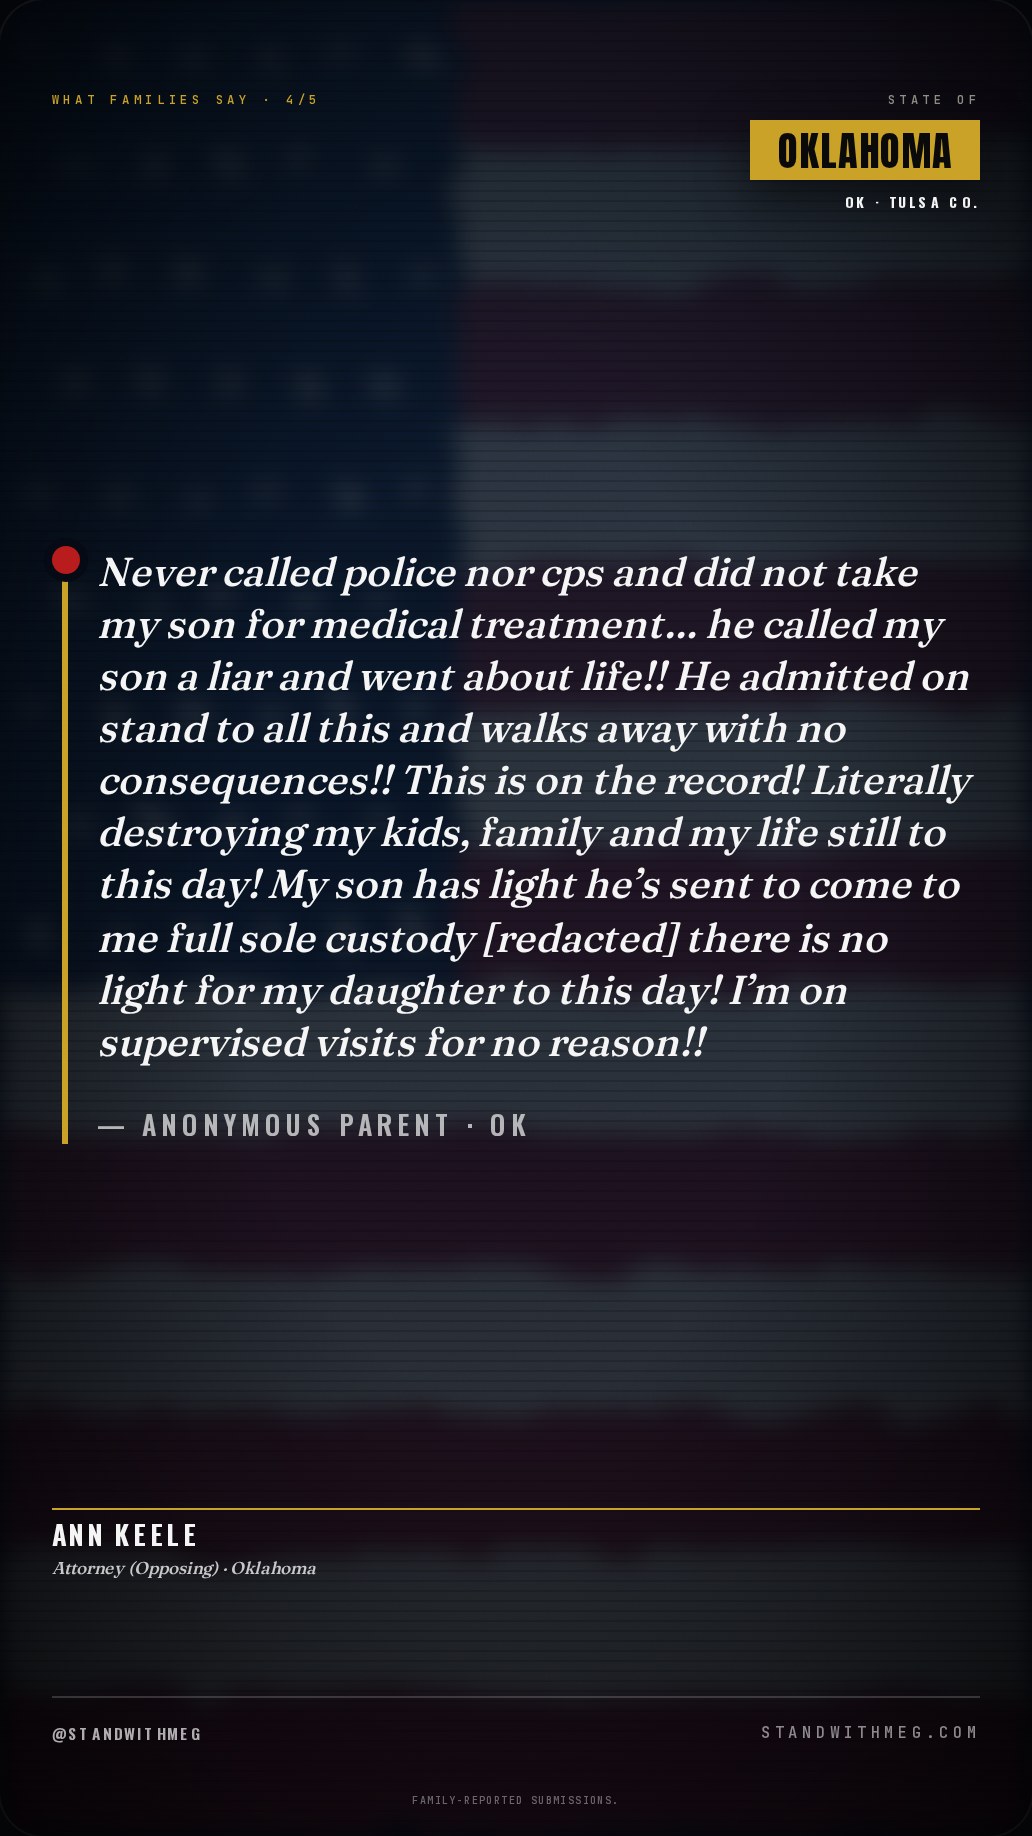 WHAT FAMILIES SAY · 4/5
STATE OF
OKLAHOMA
OK · TULSA CO.
Never called police nor cps and did not take
my son for medical treatment... he called my
son a liar and went about life!! He admitted on
stand to all this and walks away with no
consequences!! This is on the record! Literally
destroying my kids, family and my life still to
this day! My son has light he’s sent to come to
me full sole custody [redacted] there is no
light for my daughter to this day! I’m on
supervised visits for no reason!!
— ANONYMOUS PARENT · OK
ANN KEELE
Attorney (Opposing) · Oklahoma
@STANDWITHMEG
STANDWITHMEG.COM
FAMILY-REPORTED SUBMISSIONS.